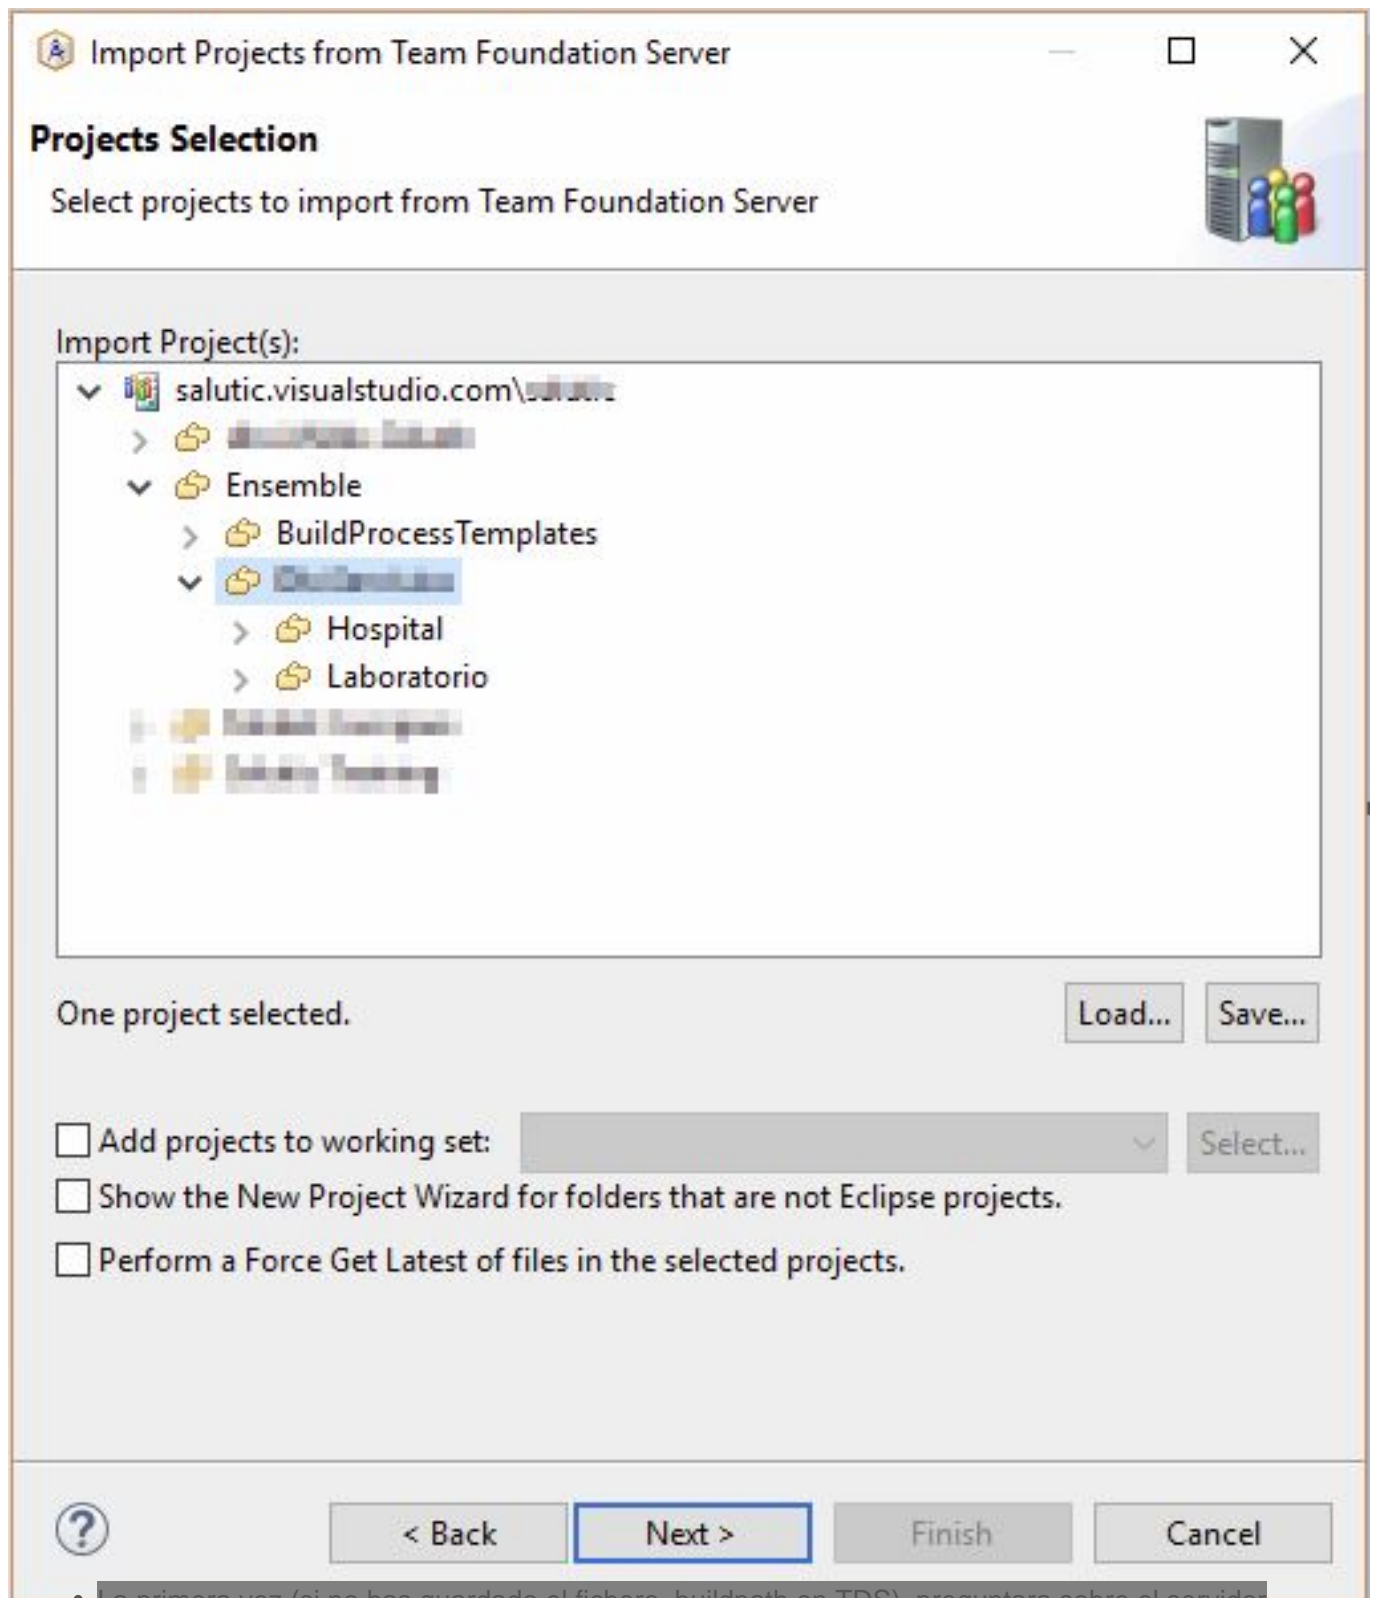 Import Projects from Team Foundation Server
Projects Selection
Select projects to import from Team Foundation Server
Import Project(s):
salutic.visualstudio.com\
Ensemble
BuildProcessTemplates
Hospital
Laboratorio
One project selected.
Load...
Save...
Add projects to working set:
Select...
Show the New Project Wizard for folders that are not Eclipse projects.
Perform a Force Get Latest of files in the selected projects.
?
< Back
Next >
Finish
Cancel